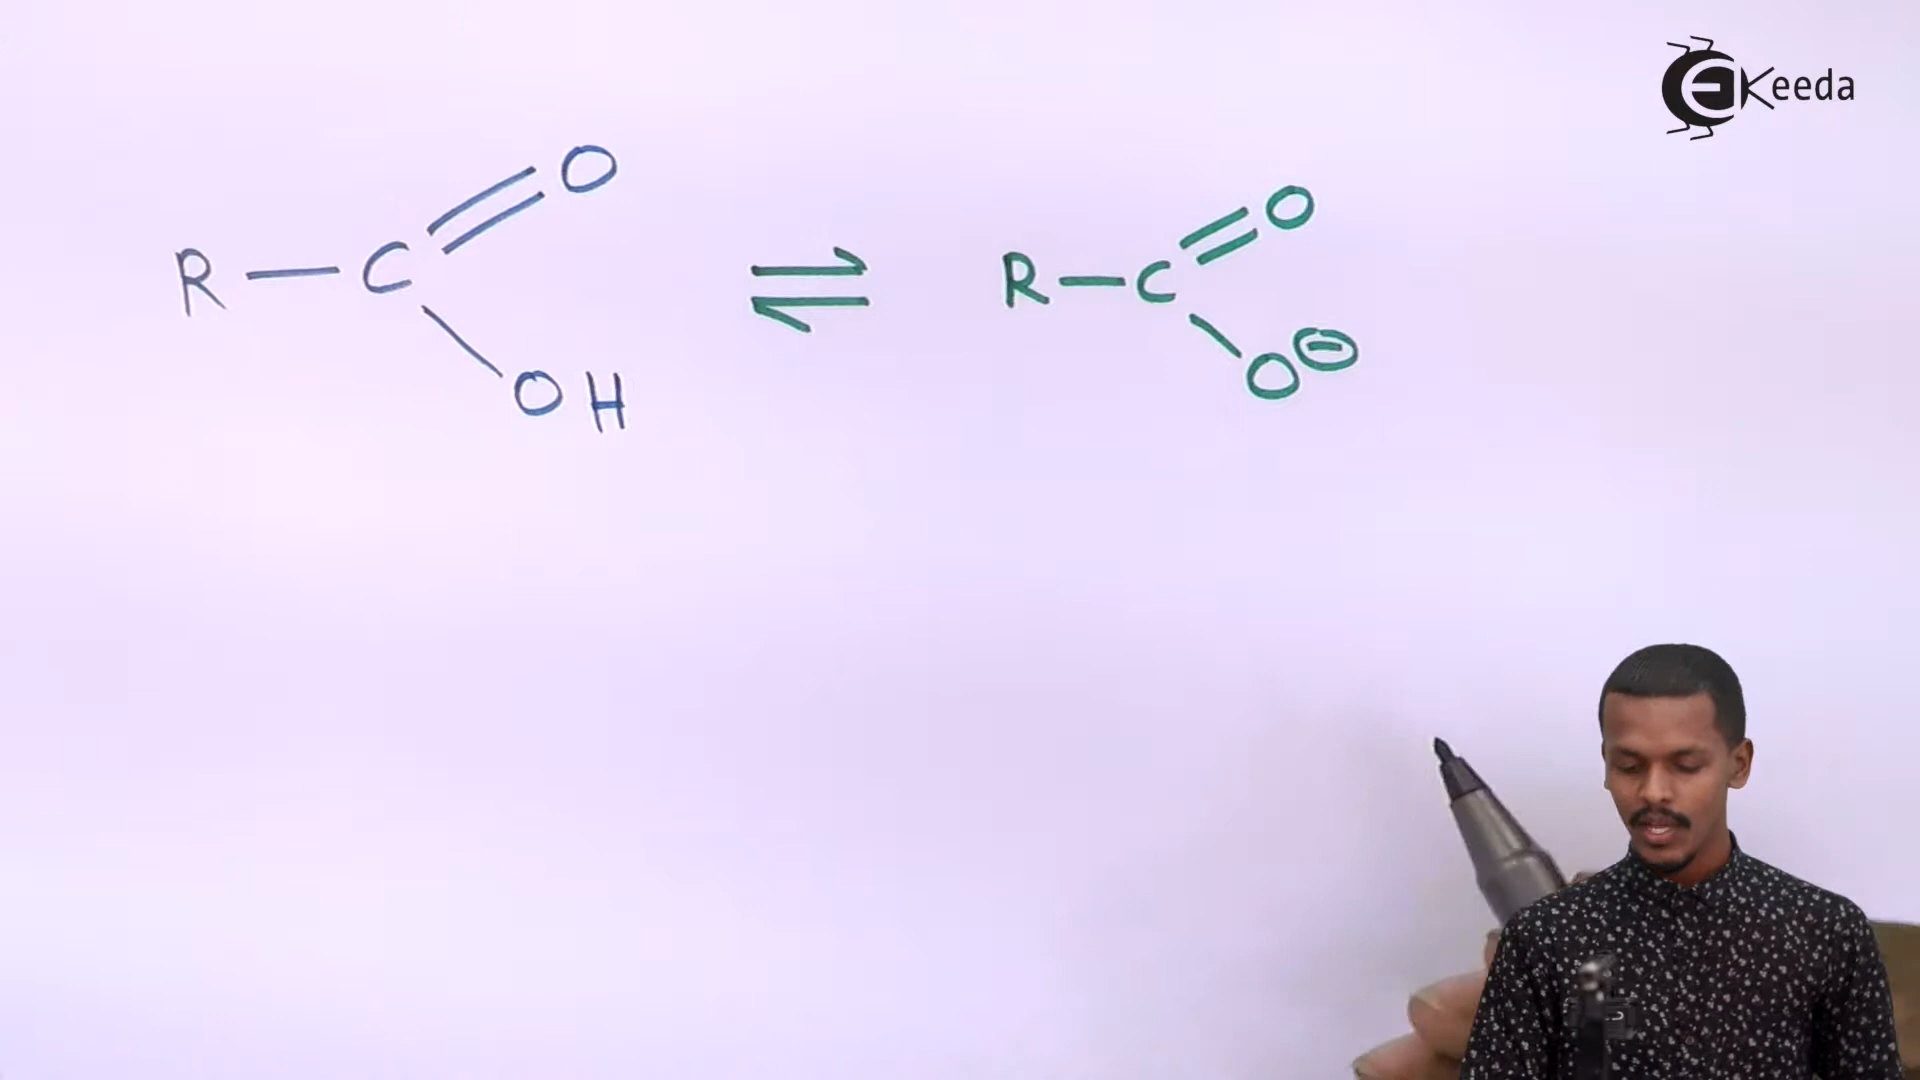 Keeda
R — C = O OH ⇌ R — C = O O⊖